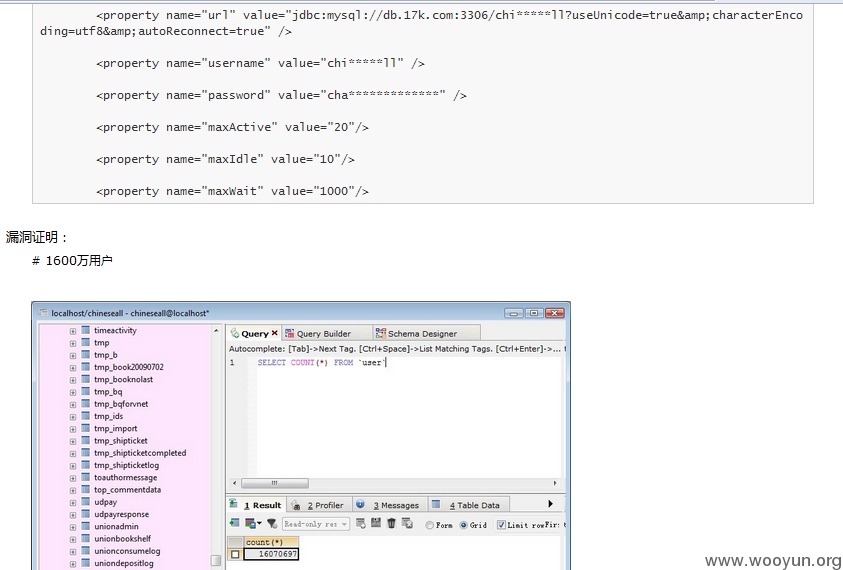 <property name="url" value="jdbc:mysql://db.17k.com:3306/chi*****ll?useUnicode=true&amp;characterEnco
ding=utf8&amp;autoReconnect=true" />
<property name="username" value="chi*****ll" />
<property name="password" value="cha*************" />
<property name="maxActive" value="20"/>
<property name="maxIdle" value="10"/>
<property name="maxWait" value="1000"/>
漏洞证明：
# 1600万用户
localhost/chineseall - chineseall@localhost*
timeactivity
tmp
tmp_b
tmp_book20090702
tmp_booknolast
tmp_bq
tmp_bqforvnet
tmp_ids
tmp_import
tmp_shipticket
tmp_shipticketcompleted
tmp_shipticketlog
toauthormessage
top_commentdata
udpay
udpayresponse
unionadmin
unionbookshelf
unionconsumelog
uniondepositlog
Query Query Builder Schema Designer
Autocomplete: [Tab]->Next Tag. [Ctrl+Space]->List Matching Tags. [Ctrl+Enter]->... t
1 SELECT COUNT(*) FROM `user`
1 Result 2 Profiler 3 Messages 4 Table Data
Read-only res Form Grid Limit row Fir: t
count(*)
16070697
www.wooyun.org